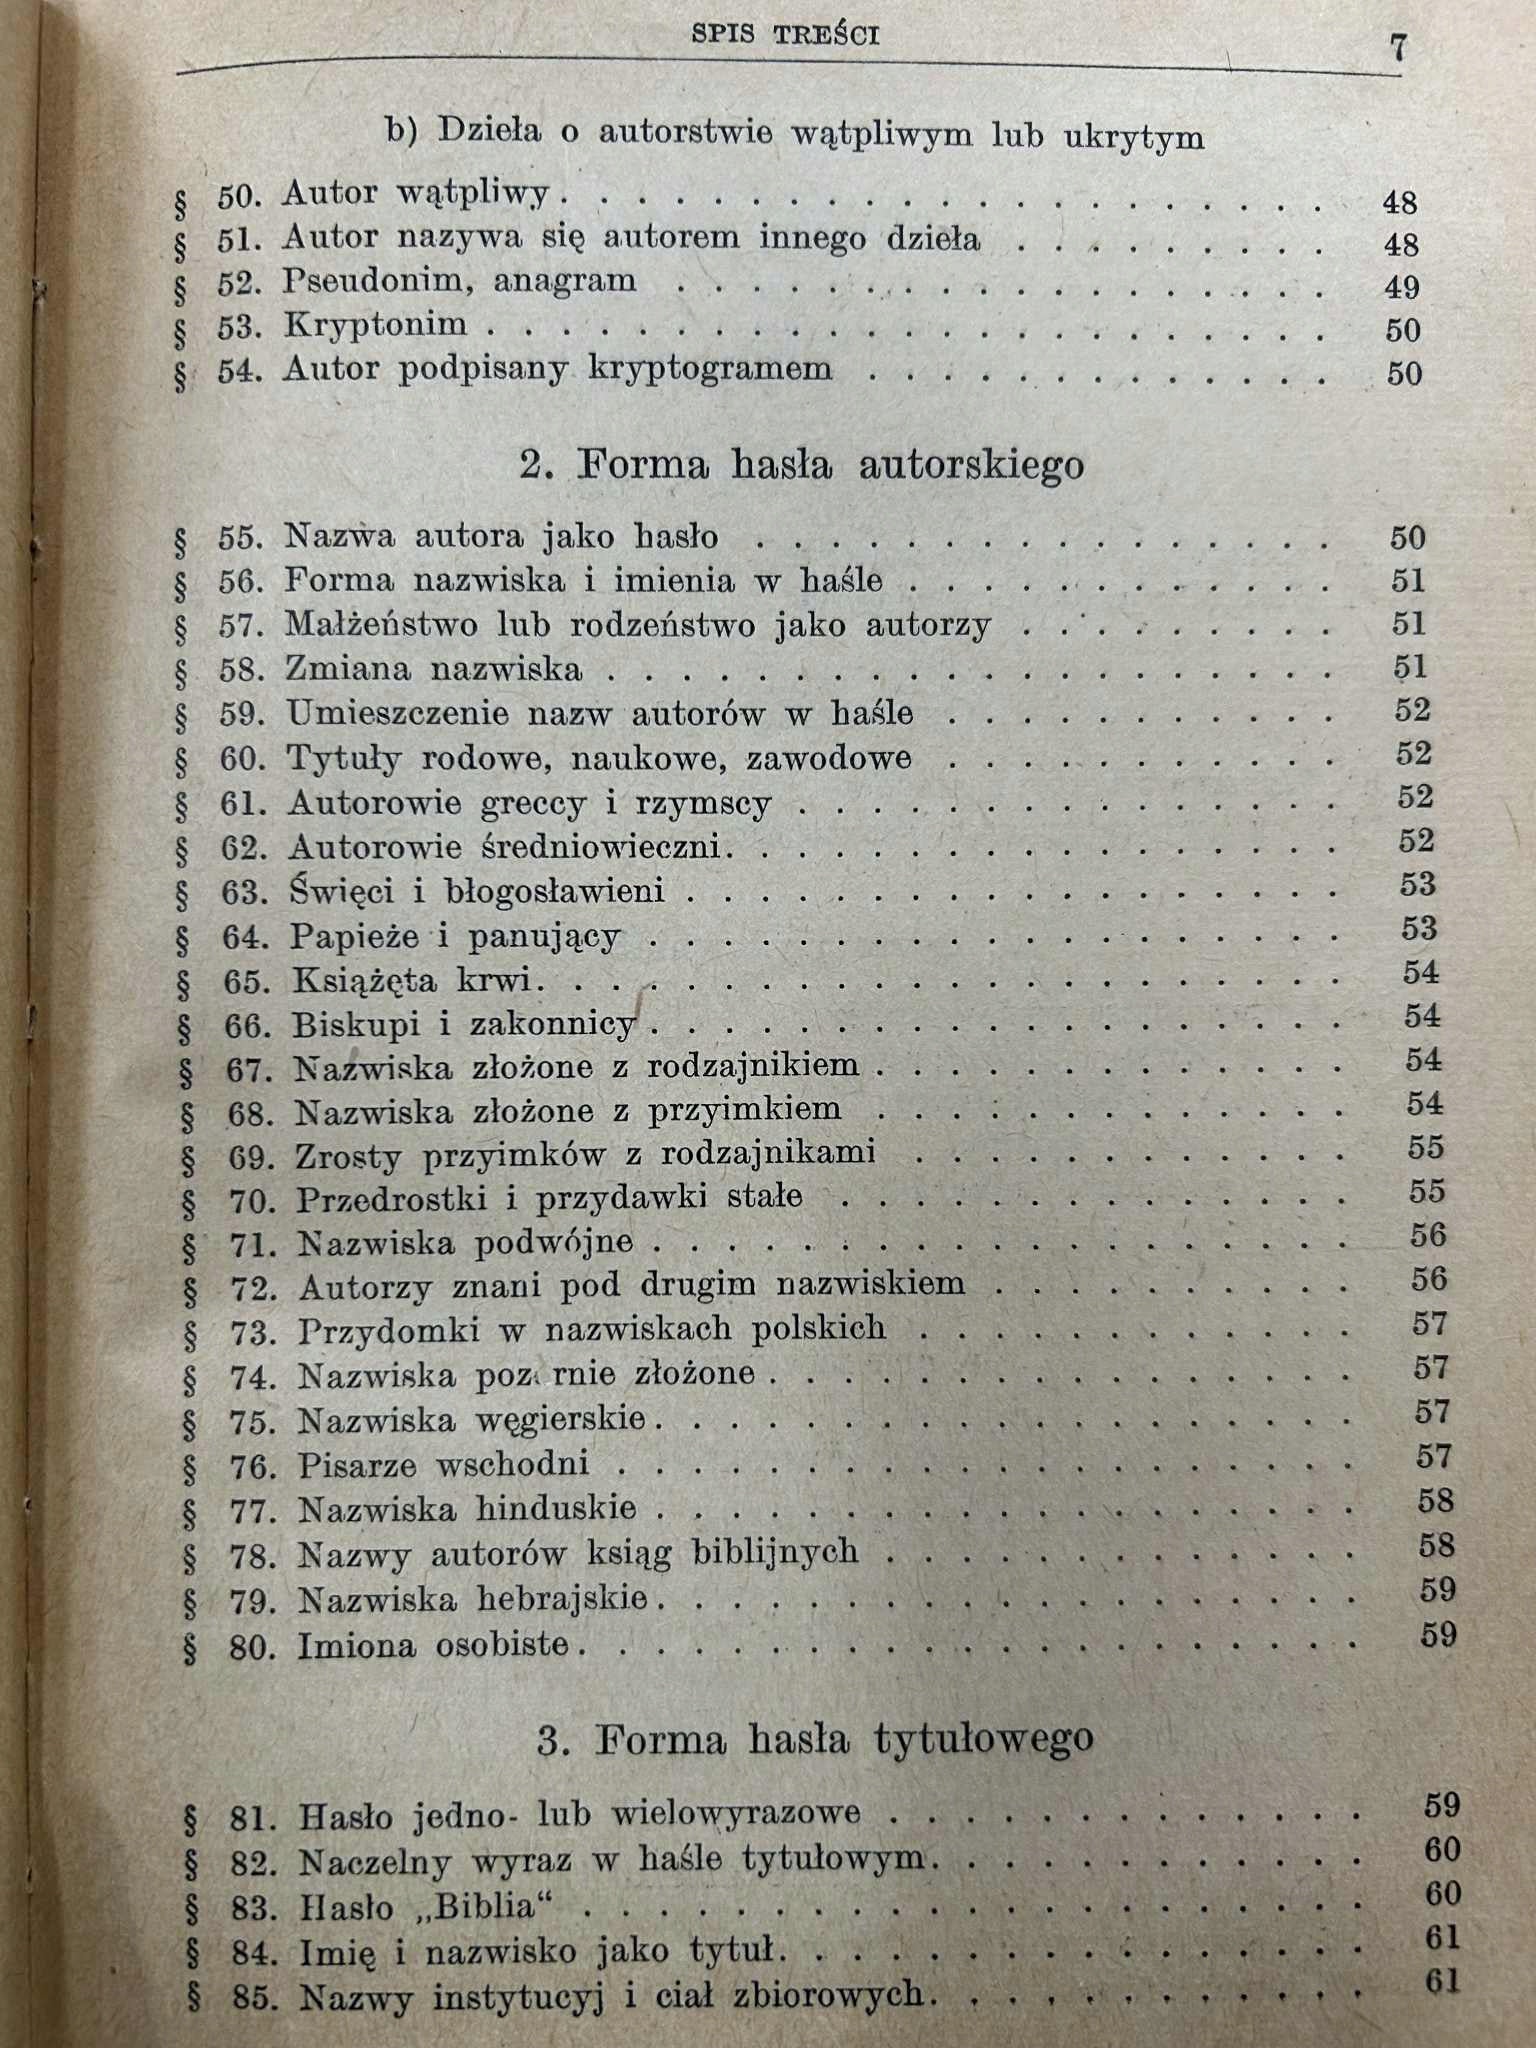 SPIS TREŚCI 7
b) Dzieła o autorstwie wątpliwym lub ukrytym
§ 50. Autor wątpliwy . . . . . . . . . . . . . . . . . . . . . 48
§ 51. Autor nazywa się autorem innego dzieła . . . . . . . . . 48
§ 52. Pseudonim, anagram . . . . . . . . . . . . . . . . . . 49
§ 53. Kryptonim . . . . . . . . . . . . . . . . . . . . . . . 50
§ 54. Autor podpisany kryptogramem . . . . . . . . . . . . . 50
2. Forma hasła autorskiego
§ 55. Nazwa autora jako hasło . . . . . . . . . . . . . . . . 50
§ 56. Forma nazwiska i imienia w haśle . . . . . . . . . . . . 51
§ 57. Małżeństwo lub rodzeństwo jako autorzy . . . . . . . . . 51
§ 58. Zmiana nazwiska . . . . . . . . . . . . . . . . . . . . 51
§ 59. Umieszczenie nazw autorów w haśle . . . . . . . . . . . 52
§ 60. Tytuły rodowe, naukowe, zawodowe . . . . . . . . . . . 52
§ 61. Autorowie greccy i rzymscy . . . . . . . . . . . . . . . 52
§ 62. Autorowie średniowieczni . . . . . . . . . . . . . . . . . 52
§ 63. Święci i błogosławieni . . . . . . . . . . . . . . . . . . 53
§ 64. Papieże i panujący . . . . . . . . . . . . . . . . . . . 53
§ 65. Książęta krwi . . . . . . . . . . . . . . . . . . . . . . 54
§ 66. Biskupi i zakonnicy . . . . . . . . . . . . . . . . . . . 54
§ 67. Nazwiska złożone z rodzajnikiem . . . . . . . . . . . . . 54
§ 68. Nazwiska złożone z przyimkiem . . . . . . . . . . . . . 54
§ 69. Zrosty przyimków z rodzajnikami . . . . . . . . . . . . 55
§ 70. Przedrostki i przydawki stałe . . . . . . . . . . . . . . 55
§ 71. Nazwiska podwójne . . . . . . . . . . . . . . . . . . . 56
§ 72. Autorzy znani pod drugim nazwiskiem . . . . . . . . . . 56
§ 73. Przydomki w nazwiskach polskich . . . . . . . . . . . . 57
§ 74. Nazwiska poz rnie złożone . . . . . . . . . . . . . . . . 57
§ 75. Nazwiska węgierskie . . . . . . . . . . . . . . . . . . . 57
§ 76. Pisarze wschodni . . . . . . . . . . . . . . . . . . . . 57
§ 77. Nazwiska hinduskie . . . . . . . . . . . . . . . . . . . 58
§ 78. Nazwy autorów ksiąg biblijnych . . . . . . . . . . . . . 58
§ 79. Nazwiska hebrajskie . . . . . . . . . . . . . . . . . . . 59
§ 80. Imiona osobiste . . . . . . . . . . . . . . . . . . . . . 59
3. Forma hasła tytułowego
§ 81. Hasło jedno- lub wielowyrazowe . . . . . . . . . . . . . 59
§ 82. Naczelny wyraz w haśle tytułowym . . . . . . . . . . . . 60
§ 83. Hasło „Biblia“ . . . . . . . . . . . . . . . . . . . . . 60
§ 84. Imię i nazwisko jako tytuł . . . . . . . . . . . . . . . . 61
§ 85. Nazwy instytucyj i ciał zbiorowych . . . . . . . . . . . . 61